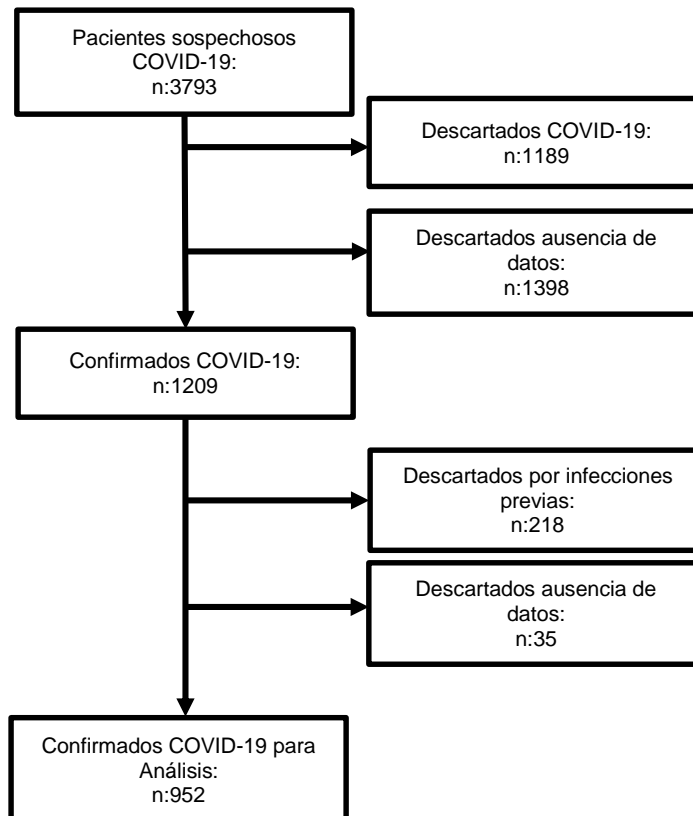 Pacientes sospechosos
COVID-19:
n:3793
Descartados COVID-19:
n:1189
Descartados ausencia de
datos:
n:1398
Confirmados COVID-19:
n:1209
Descartados por infecciones
previas:
n:218
Descartados ausencia de
datos:
n:35
Confirmados COVID-19 para
Análisis:
n:952